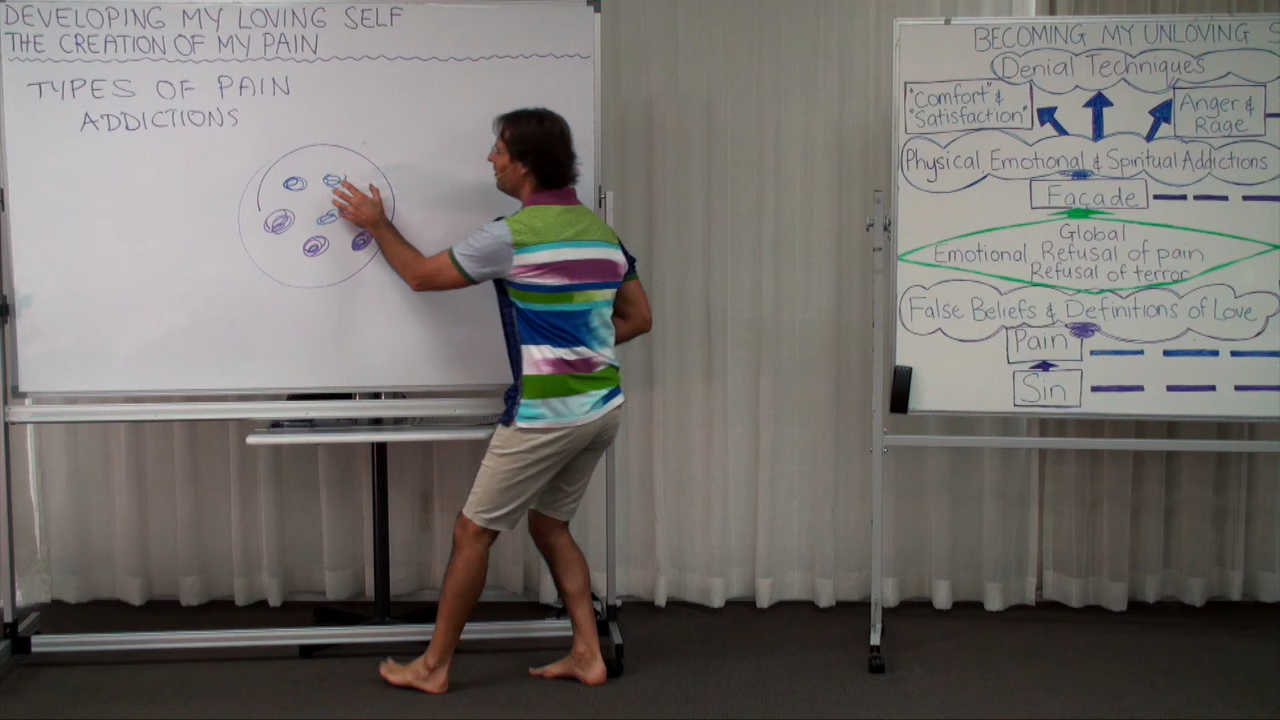 DEVELOPING MY LOVING SELF
THE CREATION OF MY PAIN
TYPES OF PAIN
ADDICTIONS
BECOMING MY UNLOVING S
Denial Techniques
"Comfort" &
"Satisfaction"
Anger &
Rage
Physical, Emotional & Spiritual Addictions
Façade
Global
Emotional Refusal of pain
Refusal of terror
False Beliefs & Definitions of Love
Pain
Sin